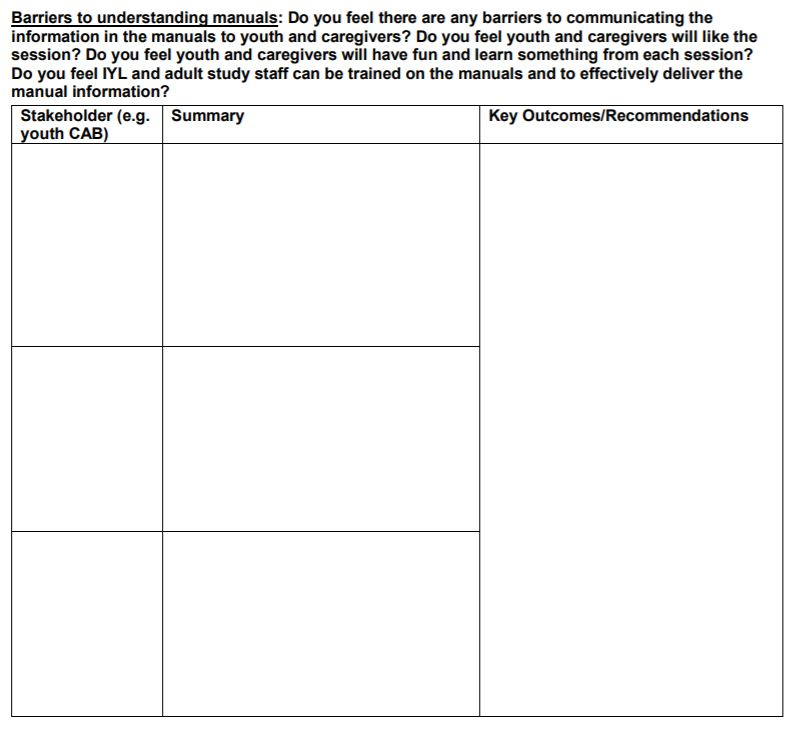 Barriers to understanding manuals: Do you feel there are any barriers to communicating the
information in the manuals to youth and caregivers? Do you feel youth and caregivers will like the
session? Do you feel youth and caregivers will have fun and learn something from each session?
Do you feel IYL and adult study staff can be trained on the manuals and to effectively deliver the
manual information?
Stakeholder (e.g.
youth CAB)
Summary
Key Outcomes/Recommendations